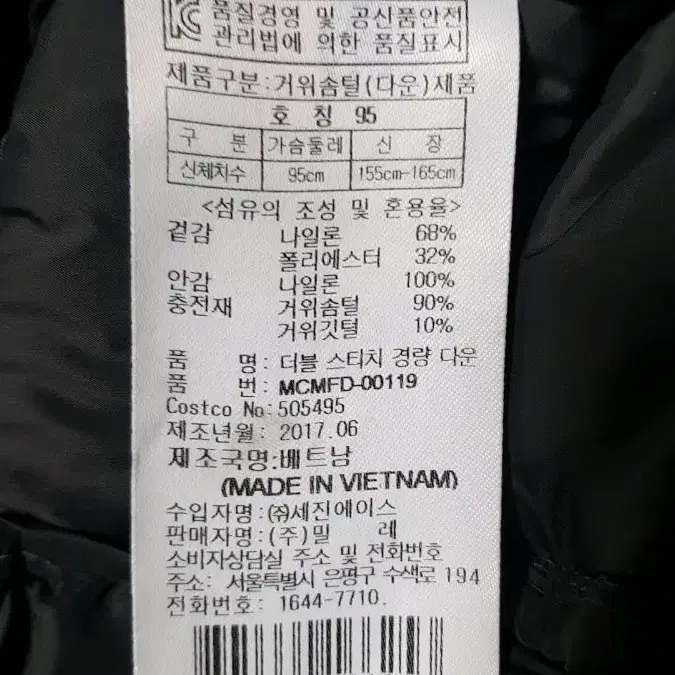 품질경영 및 공산품안전
관리법에 의한 품질표시
제품구분:거위솜털(다운)제품
호 칭 95
구 분 가슴둘레 신 장
신체치수 95cm 155cm-165cm
<섬유의 조성 및 혼용율>
겉감 나일론 68%
폴리에스터 32%
안감 나일론 100%
충전재 거위솜털 90%
거위깃털 10%
품 명: 더블 스티치 경량 다운
품 번: MCMFD-00119
Costco No:505495
제조년월: 2017.06
제조국명:베트남
(MADE IN VIETNAM)
수입자명:㈜세진에이스
판매자명:(주)밀 레
소비자상담실 주소 및 전화번호
주소: 서울특별시 은평구 수색로 194
전화번호: 1644-7710.